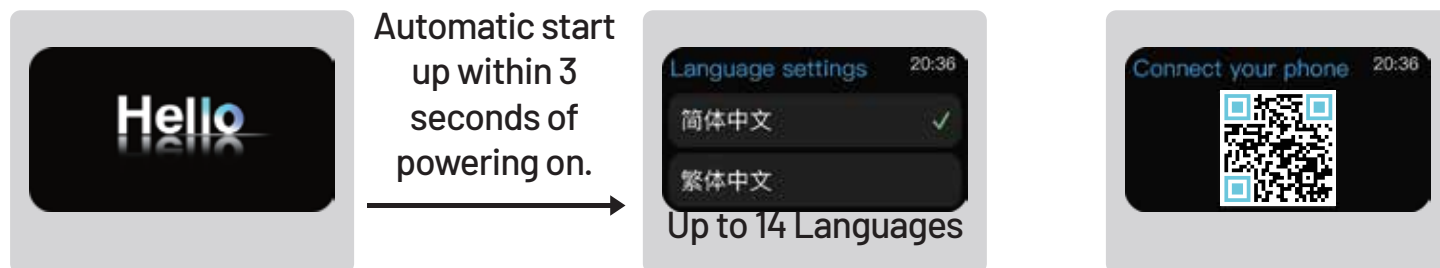 Hello
Automatic start
up within 3
seconds of
powering on.
Language settings 20:36
简体中文
繁体中文
Up to 14 Languages
Connect your phone 20:36